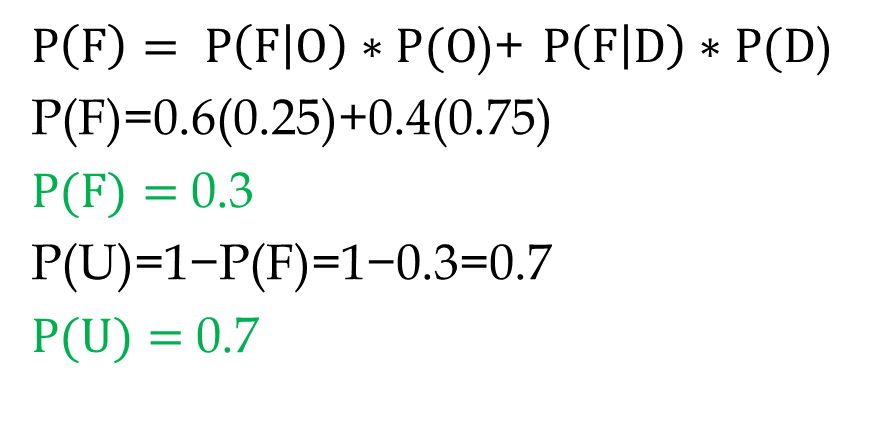 P(F) = P(F|O) ∗ P(O)+ P(F|D) ∗ P(D)
P(F)=0.6(0.25)+0.4(0.75)
P(F) = 0.3
P(U)=1−P(F)=1−0.3=0.7
P(U) = 0.7